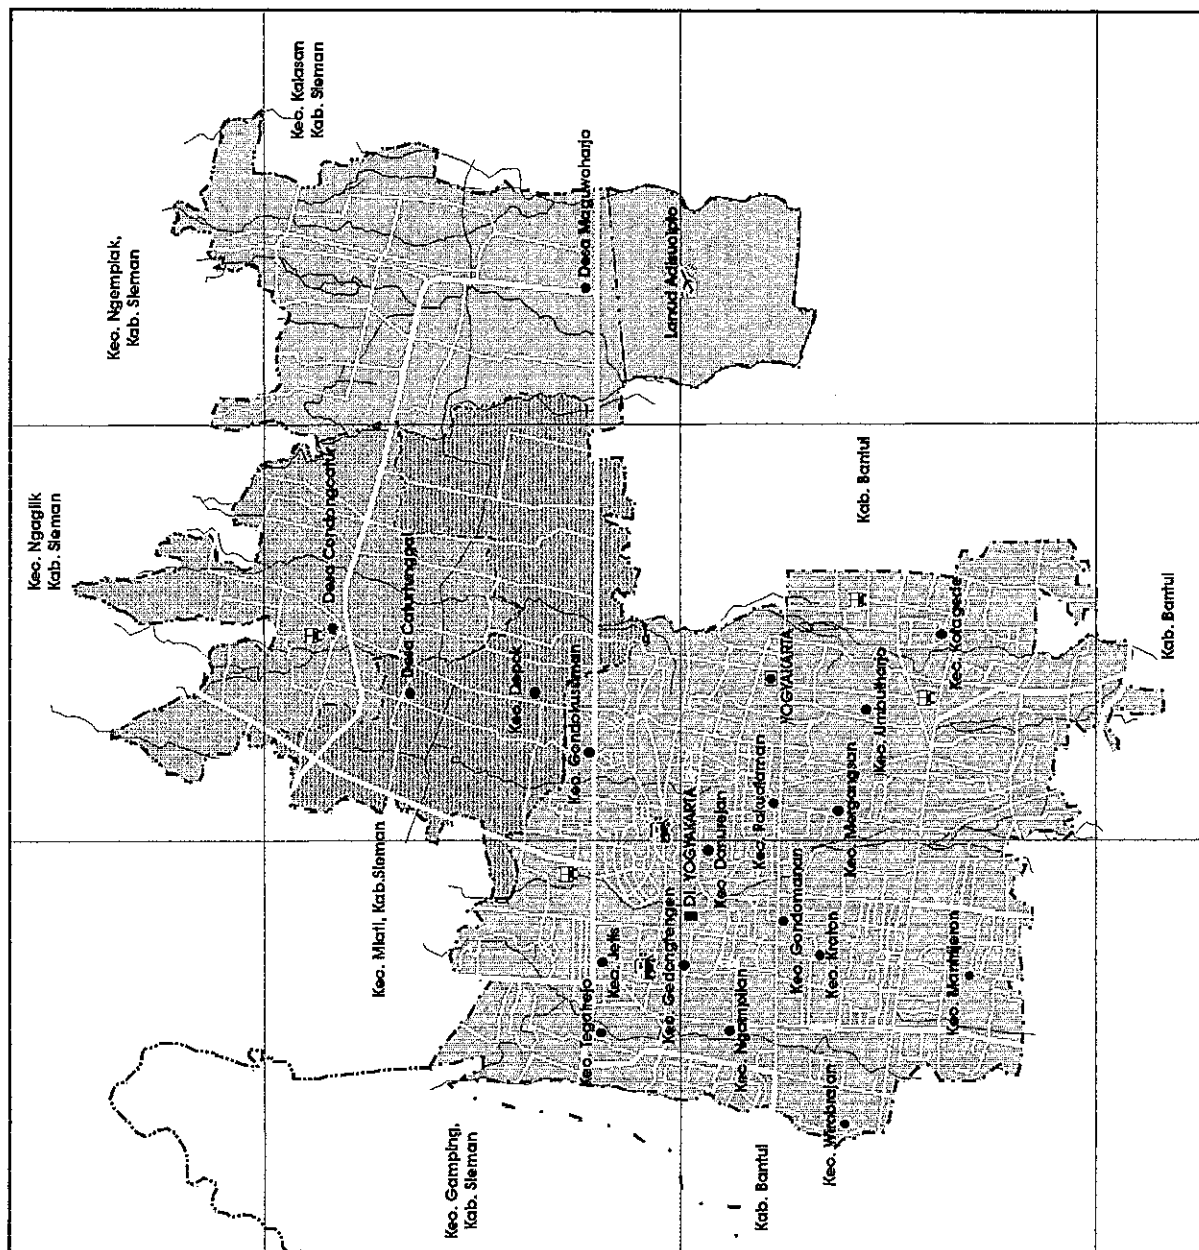 Kec. Kalasan
Kab. Sleman
Kec. Ngemplak,
Kab. Sleman
Desa Maguwoharjo
Lanud Adisucipto
Kec. Ngaglik
Kab. Sleman
Desa Condongcatur
Desa Caturtunggal
Kec. Depok
Kec. Gondokusuman
Kab. Bantul
YOGYAKARTA
Kec. Umbulharjo
Kec. Kotagede
Kab. Bantul
Kec. Mlati, Kab.Sleman
Kec. Jetis
Kec. Tegalrejo
Kec. Gedongtengen
DI. YOGYAKARTA
Kec. Danurejan
Kec. Pakualaman
Kec. Mergangsan
Kec. Gondomanan
Kec. Kraton
Kec. Ngampilan
Kec. Mantrijeron
Kec. Wirobrajan
Kec. Gamping,
Kab. Sleman
Kab. Bantul